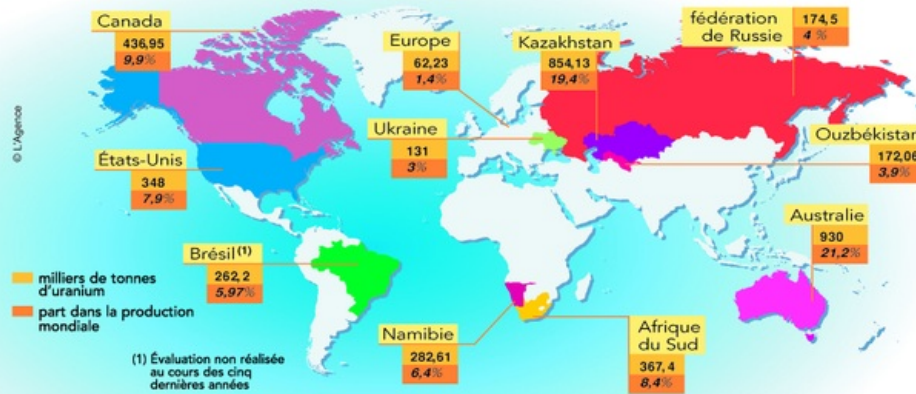 Canada
436,95
9,9%
Europe
62,23
1,4%
Kazakhstan
854,13
19,4%
fédération
de Russie
174,5
4 %
© L'Agence
Ukraine
131
3%
Ouzbékistan
172,06
3,9%
États-Unis
348
7,9%
Australie
930
21,2%
Brésil(1)
262,2
5,97%
milliers de tonnes
d'uranium
part dans la production
mondiale
Namibie
282,61
6,4%
Afrique
du Sud
367,4
8,4%
(1) Évaluation non réalisée
au cours des cinq
dernières années